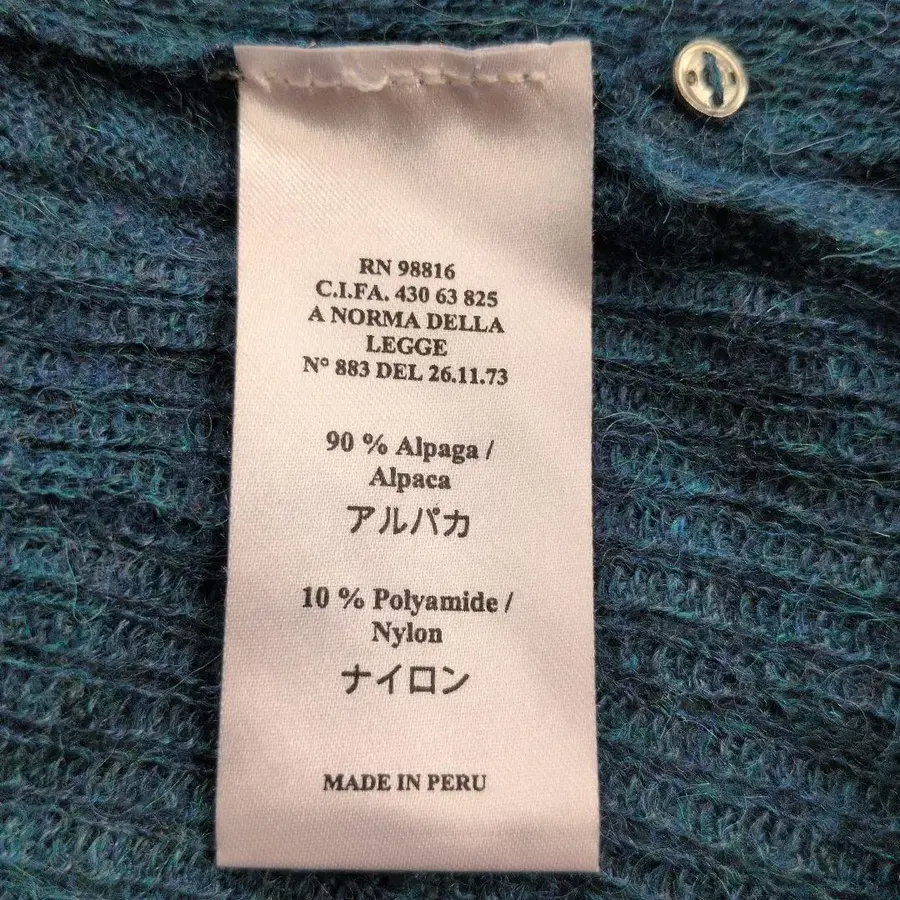 RN 98816
C.I.FA. 430 63 825
A NORMA DELLA
LEGGE
N° 883 DEL 26.11.73
90 % Alpaga /
Alpaca
アルパカ
10 % Polyamide /
Nylon
ナイロン
MADE IN PERU